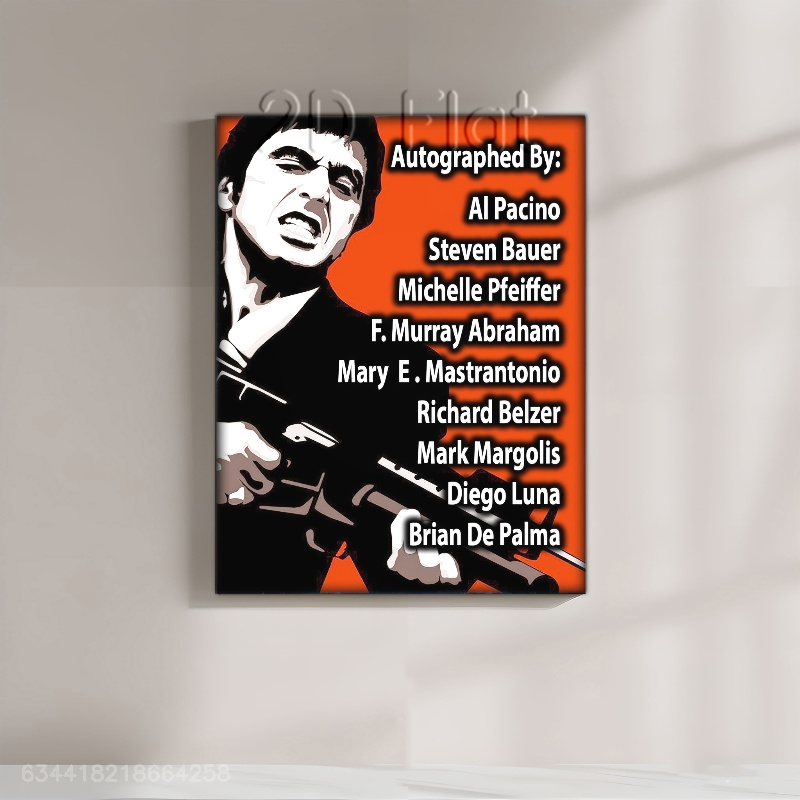 2D Flat
Autographed By:
Al Pacino
Steven Bauer
Michelle Pfeiffer
F. Murray Abraham
Mary E. Mastrantonio
Richard Belzer
Mark Margolis
Diego Luna
Brian De Palma
634418218664258